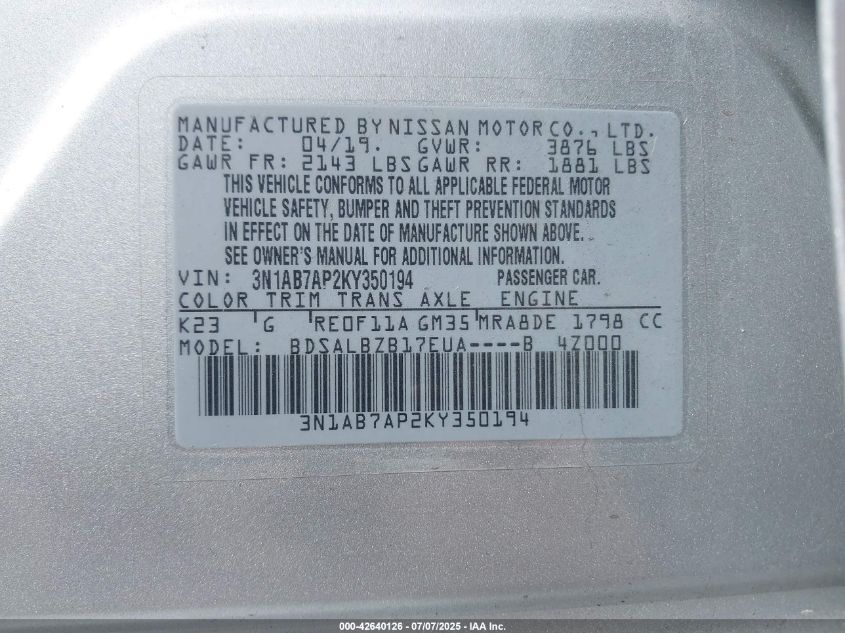 MANUFACTURED BY NISSAN MOTOR CO., LTD.
DATE: 04/19. GVWR: 3876 LBS
GAWR FR: 2143 LBS GAWR RR: 1881 LBS
THIS VEHICLE CONFORMS TO ALL APPLICABLE FEDERAL MOTOR
VEHICLE SAFETY, BUMPER AND THEFT PREVENTION STANDARDS
IN EFFECT ON THE DATE OF MANUFACTURE SHOWN ABOVE.
SEE OWNER'S MANUAL FOR ADDITIONAL INFORMATION.
VIN: 3N1AB7AP2KY350194 PASSENGER CAR.
COLOR TRIM TRANS AXLE ENGINE
K23 G RE0F11A GM35 MRA8DE 1798 CC
MODEL: BDSALBZB17EUA----B 4Z000
3N1AB7AP2KY350194
000-42640126 - 07/07/2025 - IAA Inc.